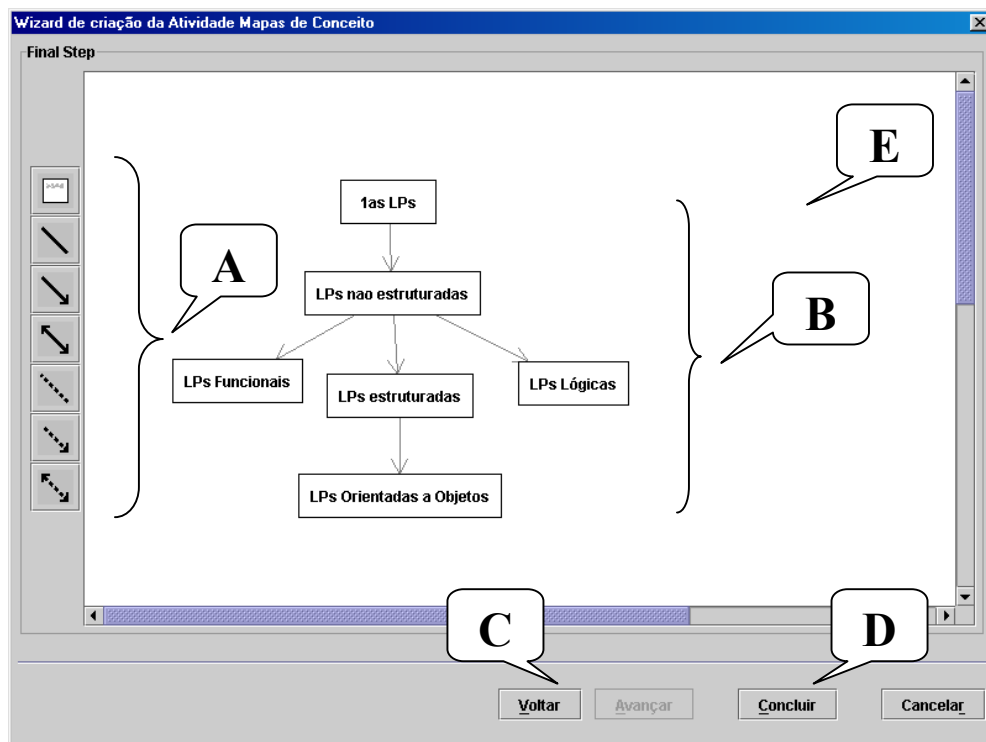 Wizard de criação da Atividade Mapas de Conceito
Final Step
E
1as LPs
A
LPs nao estruturadas
B
LPs Funcionais
LPs estruturadas
LPs Lógicas
LPs Orientadas a Objetos
C
D
Voltar
Avançar
Concluir
Cancelar